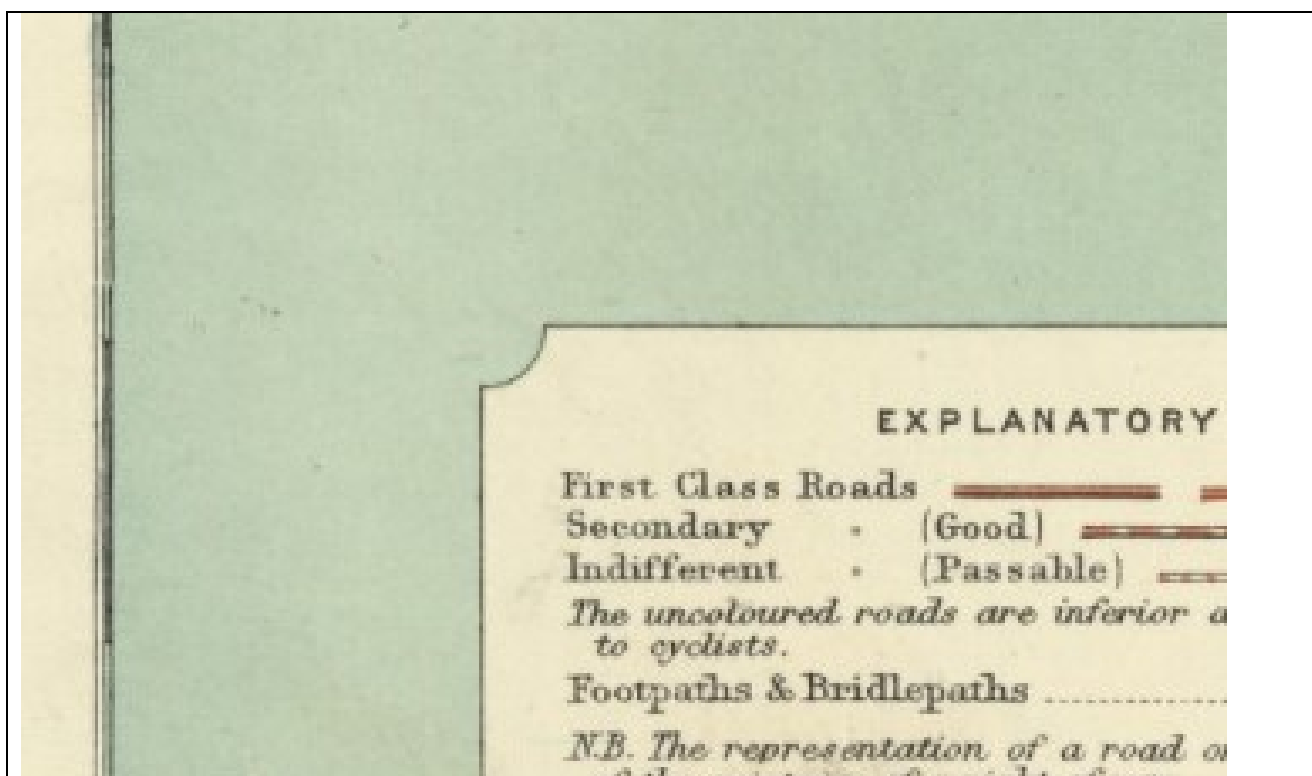 EXPLANATORY
First Class Roads
Secondary " (Good)
Indifferent " (Passable)
The uncoloured roads are inferior
to cyclists.
Footpaths & Bridlepaths
N.B. The representation of a road